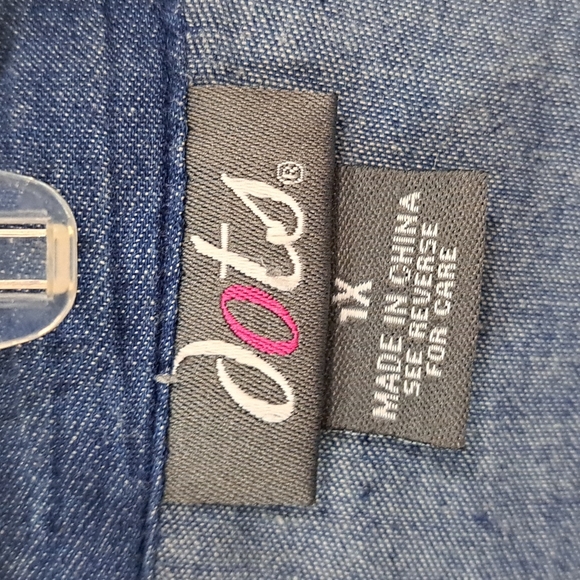 dots®
1X
MADE IN CHINA
SEE REVERSE
FOR CARE